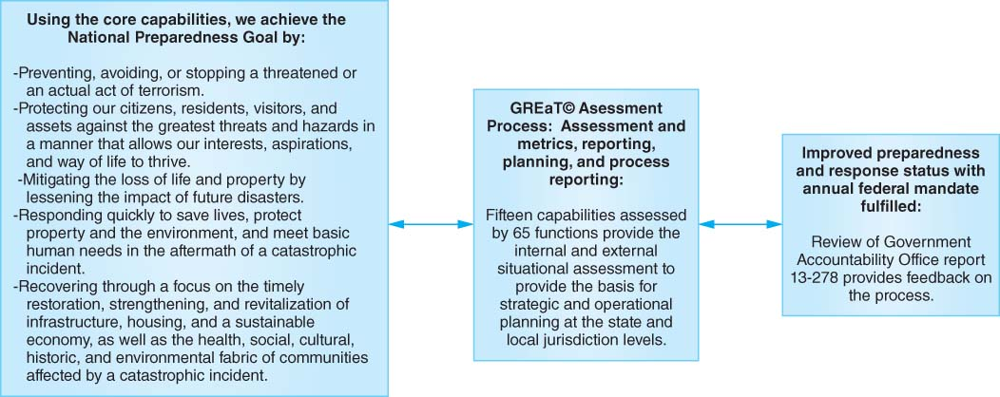 Using the core capabilities, we achieve the
National Preparedness Goal by:
-Preventing, avoiding, or stopping a threatened or
an actual act of terrorism.
-Protecting our citizens, residents, visitors, and
assets against the greatest threats and hazards in
a manner that allows our interests, aspirations,
and way of life to thrive.
-Mitigating the loss of life and property by
lessening the impact of future disasters.
-Responding quickly to save lives, protect
property and the environment, and meet basic
human needs in the aftermath of a catastrophic
incident.
-Recovering through a focus on the timely
restoration, strengthening, and revitalization of
infrastructure, housing, and a sustainable
economy, as well as the health, social, cultural,
historic, and environmental fabric of communities
affected by a catastrophic incident.
GREaT© Asessment
Process:  Assessment and
metrics, reporting,
planning, and process
reporting:
Fifteen capabilities assessed
by 65 functions provide the
internal and external
situational assessment to
provide the basis for
strategic and operational
planning at the state and
local jurisdiction levels.
Improved preparedness
and response status with
annual federal mandate
fulfilled:
Review of Government
Accountability Office report
13-278 provides feedback on
the process.